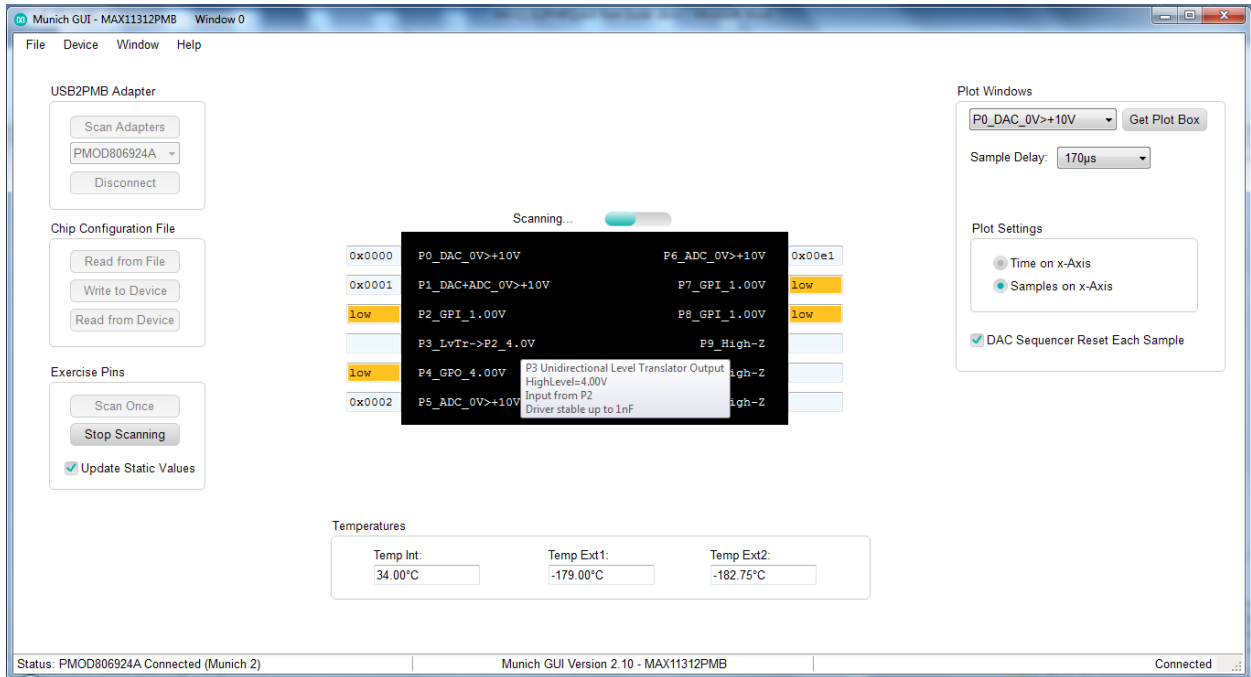 Munich GUI - MAX11312PMB Window 0
File Device Window Help
USB2PMB Adapter
Scan Adapters
PMOD806924A
Disconnect
Chip Configuration File
Read from File
Write to Device
Read from Device
Exercise Pins
Scan Once
Stop Scanning
Update Static Values
Scanning...
0x0000 P0_DAC_0V>+10V P6_ADC_0V>+10V 0x00e1
0x0001 P1_DAC+ADC_0V>+10V P7_GPI_1.00V low
low P2_GPI_1.00V P8_GPI_1.00V low
P3_LvTr->P2_4.0V P9_High-Z
low P4_GPO_4.00V igh-Z
0x0002 P5_ADC_0V>+10V igh-Z
P3 Unidirectional Level Translator Output
HighLevel=4.00V
Input from P2
Driver stable up to 1nF
Temperatures
Temp Int: Temp Ext1: Temp Ext2:
34.00°C -179.00°C -182.75°C
Plot Windows
P0_DAC_0V>+10V Get Plot Box
Sample Delay: 170µs
Plot Settings
Time on x-Axis
Samples on x-Axis
DAC Sequencer Reset Each Sample
Status: PMOD806924A Connected (Munich 2) Munich GUI Version 2.10 - MAX11312PMB Connected